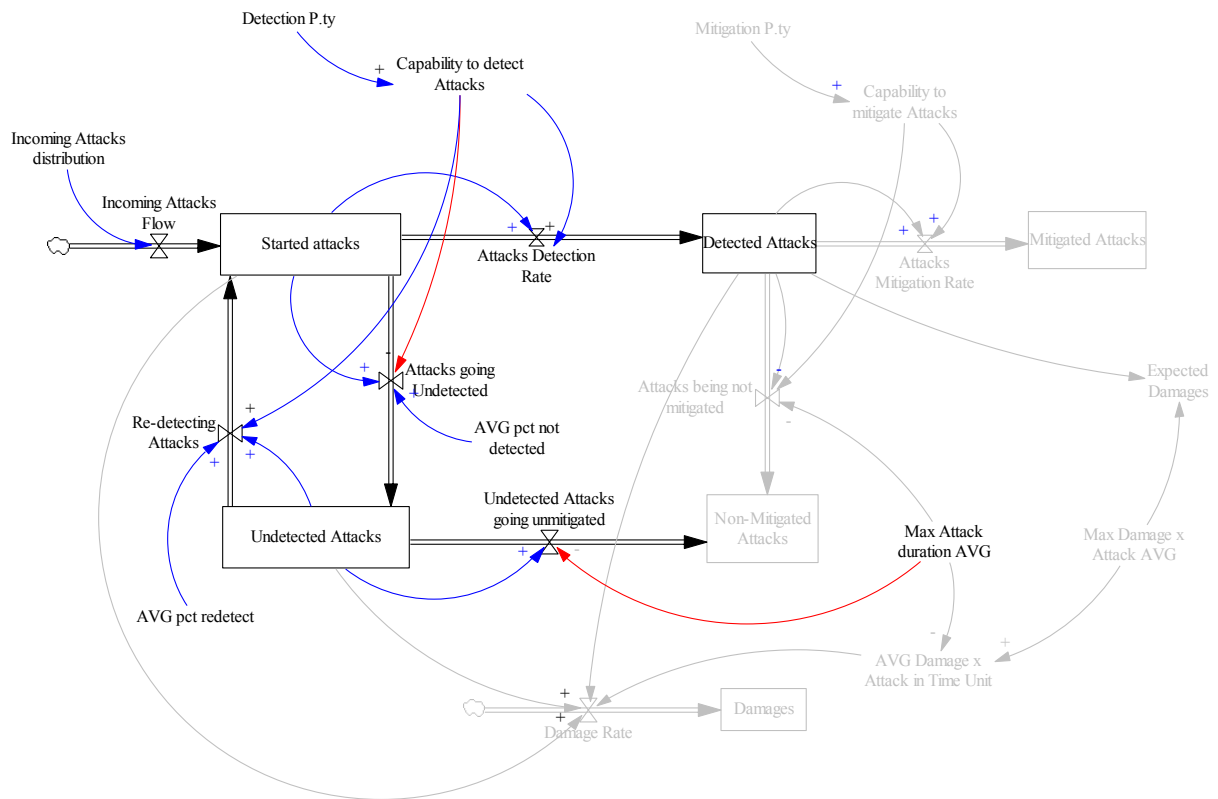 Detection P.ty
Mitigation P.ty
+
Capability to detect
Attacks
+
Capability to
mitigate Attacks
Incoming Attacks
distribution
Incoming Attacks
Flow
Started attacks
+
+
Attacks Detection
Rate
Detected Attacks
+
+
Attacks
Mitigation Rate
Mitigated Attacks
-
+
+
Attacks going
Undetected
-
-
Attacks being not
mitigated
Expected
Damages
+
Re-detecting
Attacks
+
+
AVG pct not
detected
Undetected Attacks
Undetected Attacks
going unmitigated
+
-
Non-Mitigated
Attacks
Max Attack
duration AVG
Max Damage x
Attack AVG
AVG pct redetect
-
+
AVG Damage x
Attack in Time Unit
+
+
Damage Rate
Damages